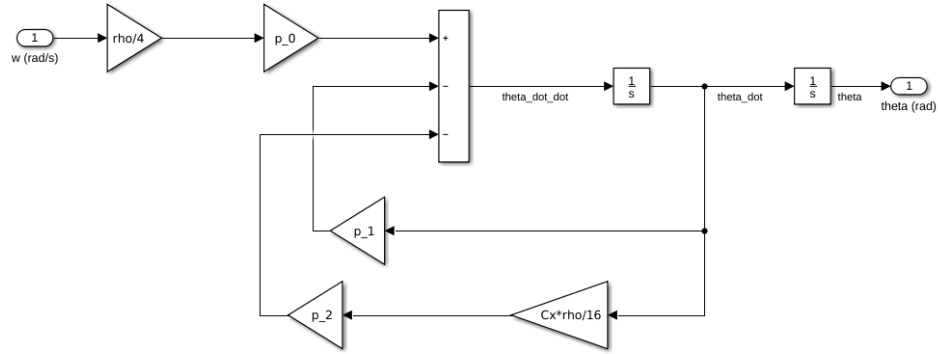 1
w (rad/s)
rho/4
p_0
+
−
−
theta_dot_dot
1
s
theta_dot
1
s
theta
1
theta (rad)
p_1
p_2
Cx*rho/16